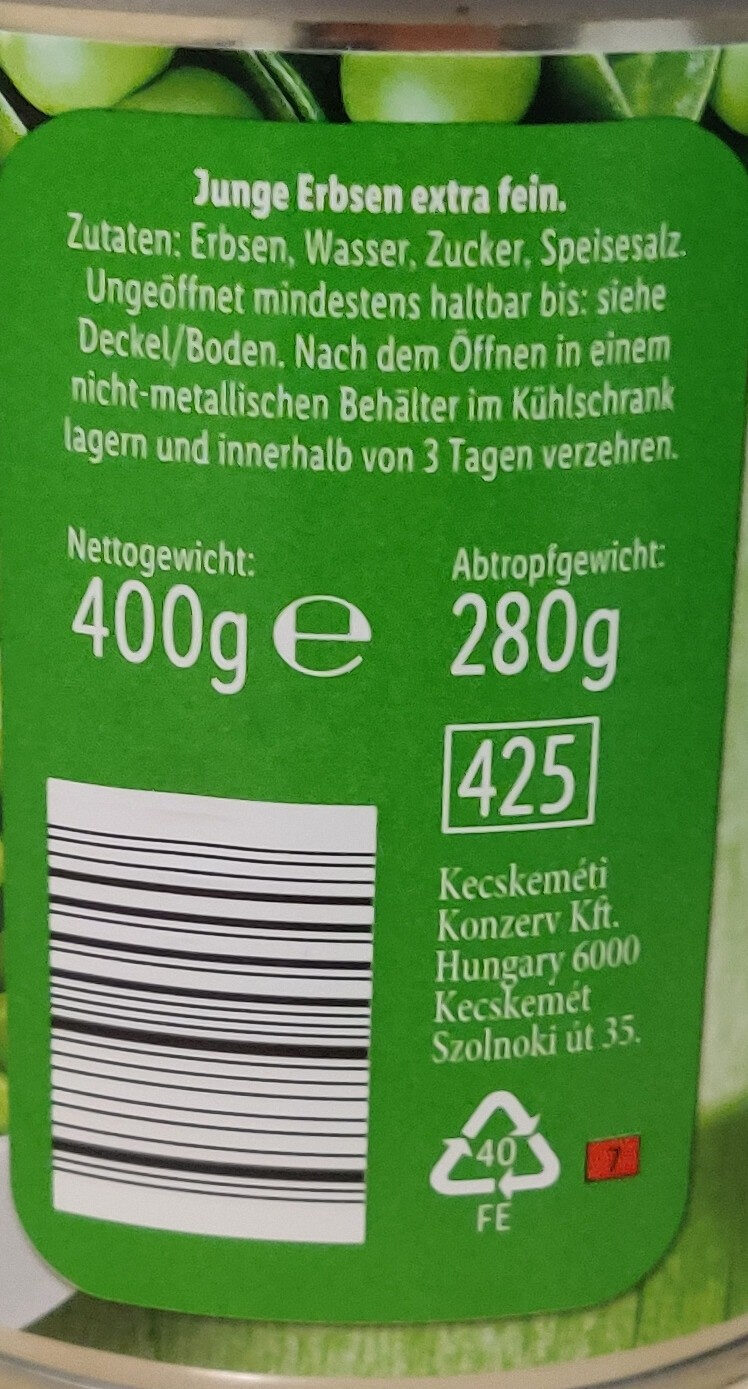 Junge Erbsen extra fein.
Zutaten: Erbsen, Wasser, Zucker, Speisesalz.
Ungeöffnet mindestens haltbar bis: siehe
Deckel/Boden. Nach dem Öffnen in einem
nicht-metallischen Behälter im Kühlschrank
lagern und innerhalb von 3 Tagen verzehren.
Nettogewicht:
400g e
Abtropfgewicht:
280g
425
Kecskeméti
Konzerv Kft.
Hungary 6000
Kecskemét
Szolnoki út 35.
40
FE
7